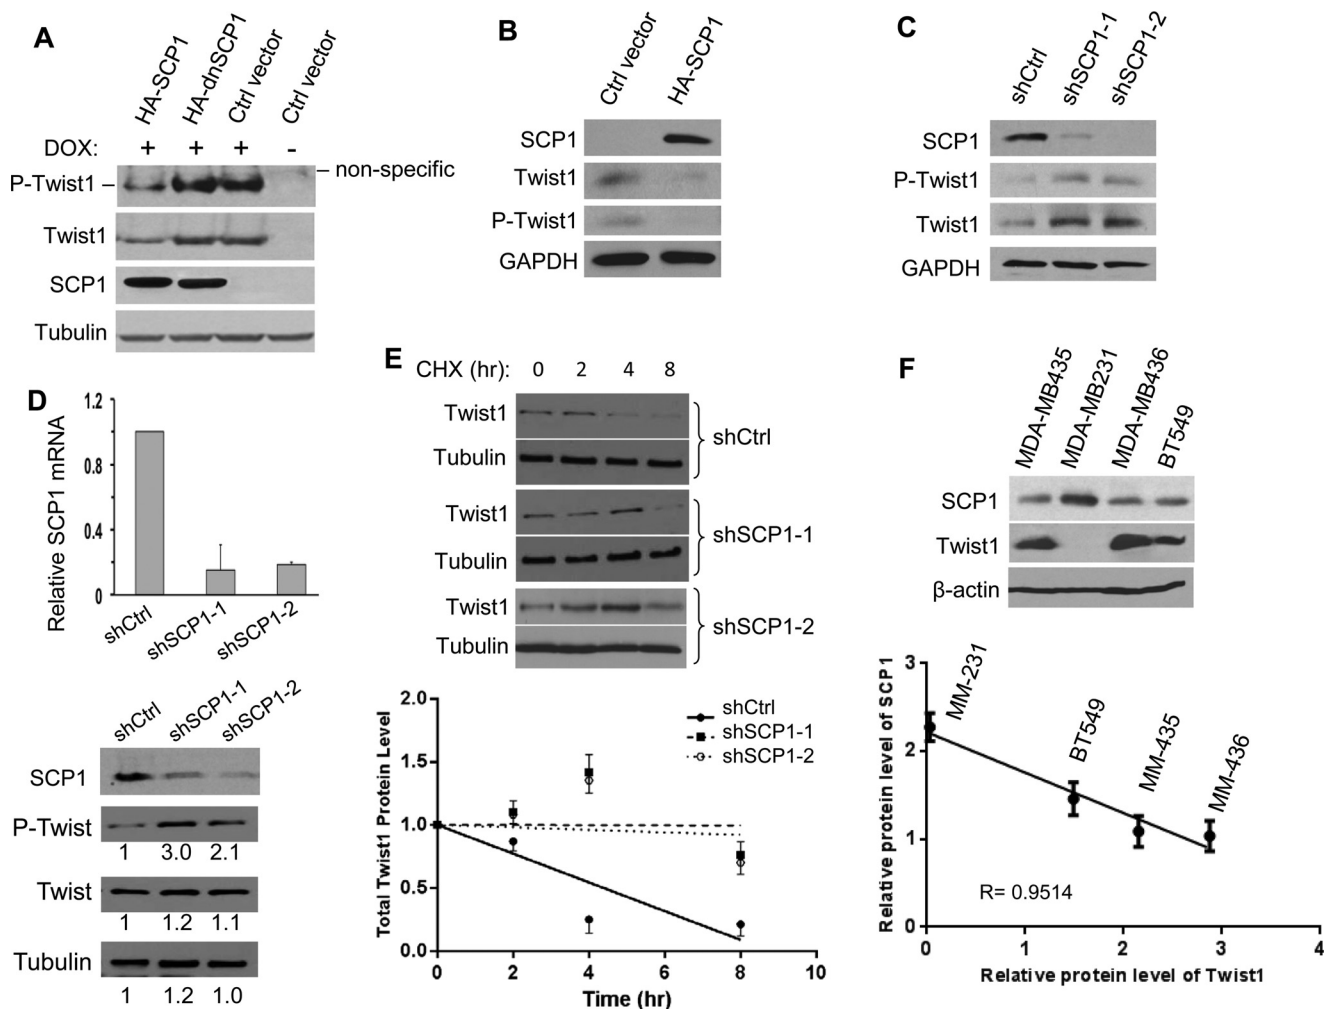 A
HA-SCP1
HA-dnSCP1
Ctrl vector
Ctrl vector
DOX: + + + -
P-Twist1
non-specific
Twist1
SCP1
Tubulin
B
Ctrl vector
HA-SCP1
SCP1
Twist1
P-Twist1
GAPDH
C
shCtrl
shSCP1-1
shSCP1-2
SCP1
P-Twist1
Twist1
GAPDH
D
Relative SCP1 mRNA
1.2
0.8
0.4
0
shCtrl
shSCP1-1
shSCP1-2
shCtrl
shSCP1-1
shSCP1-2
SCP1
P-Twist
1 3.0 2.1
Twist
1 1.2 1.1
Tubulin
1 1.2 1.0
E
CHX (hr): 0 2 4 8
Twist1
Tubulin
shCtrl
Twist1
Tubulin
shSCP1-1
Twist1
Tubulin
shSCP1-2
Total Twist1 Protein Level
2.0
1.5
1.0
0.5
0.0
0 2 4 6 8 10
Time (hr)
shCtrl
shSCP1-1
shSCP1-2
F
MDA-MB435
MDA-MB231
MDA-MB436
BT549
SCP1
Twist1
β-actin
Relative protein level of SCP1
3
2
1
0
MM-231
BT549
MM-435
MM-436
R= 0.9514
0 1 2 3 4
Relative protein level of Twist1